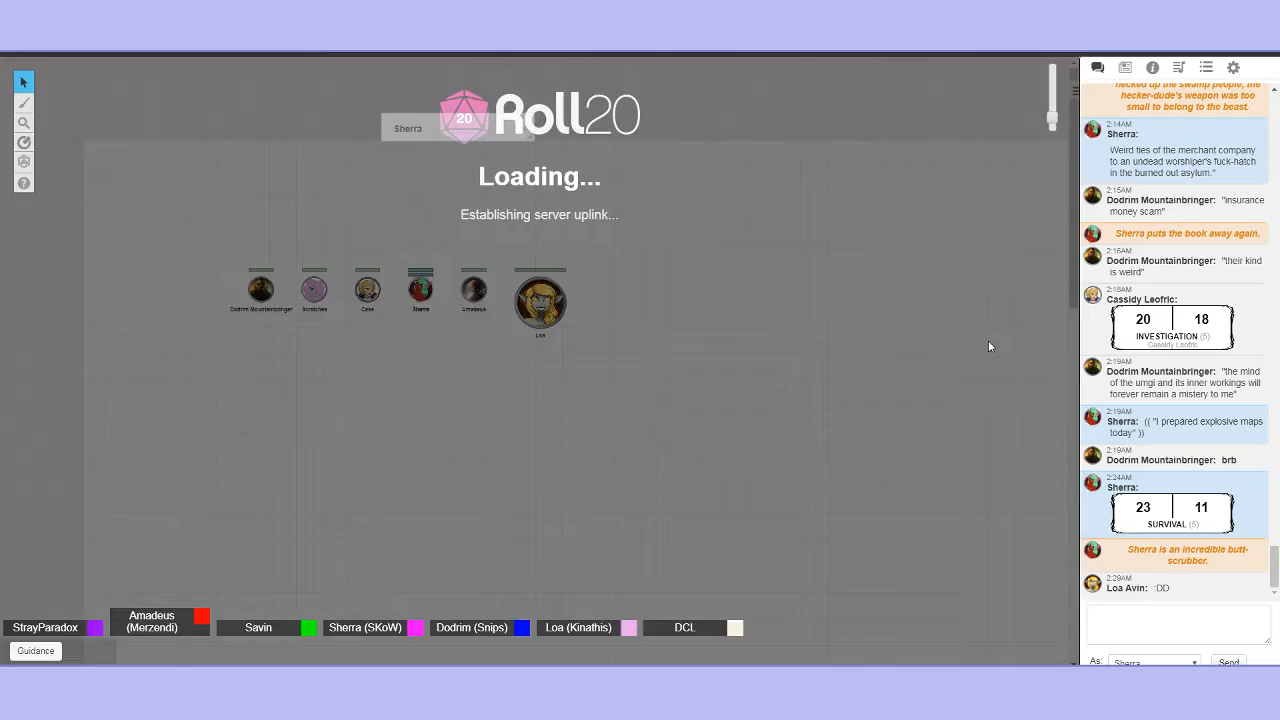 Sherra
20
Roll20
Loading...
Establishing server uplink...
Dodrim Mountainbringer
Scratches
Case
Sherra
Amadeus
Loa
StrayParadox
Amadeus
(Merzendi)
Savin
Sherra (SKoW)
Dodrim (Snips)
Loa (Kinathis)
DCL
Guidance
necked up the swamp people, the
hecker-dude's weapon was too
small to belong to the beast.
2:14AM
Sherra:
Weird ties of the merchant company
to an undead worshiper's fuck-hatch
in the burned out asylum."
2:15AM
Dodrim Mountainbringer: "insurance
money scam"
Sherra puts the book away again.
2:16AM
Dodrim Mountainbringer: "their kind
is weird"
2:18AM
Cassidy Leofric:
20 18
INVESTIGATION (5)
Cassidy Leofric
2:19AM
Dodrim Mountainbringer: "the mind
of the umgi and its inner workings will
forever remain a mistery to me"
2:19AM
Sherra: (( "I prepared explosive maps
today" ))
2:19AM
Dodrim Mountainbringer: brb
2:24AM
Sherra:
23 11
SURVIVAL (5)
Sherra is an incredible butt-
scrubber.
2:29AM
Loa Avin: :DD
As: Sherra Send